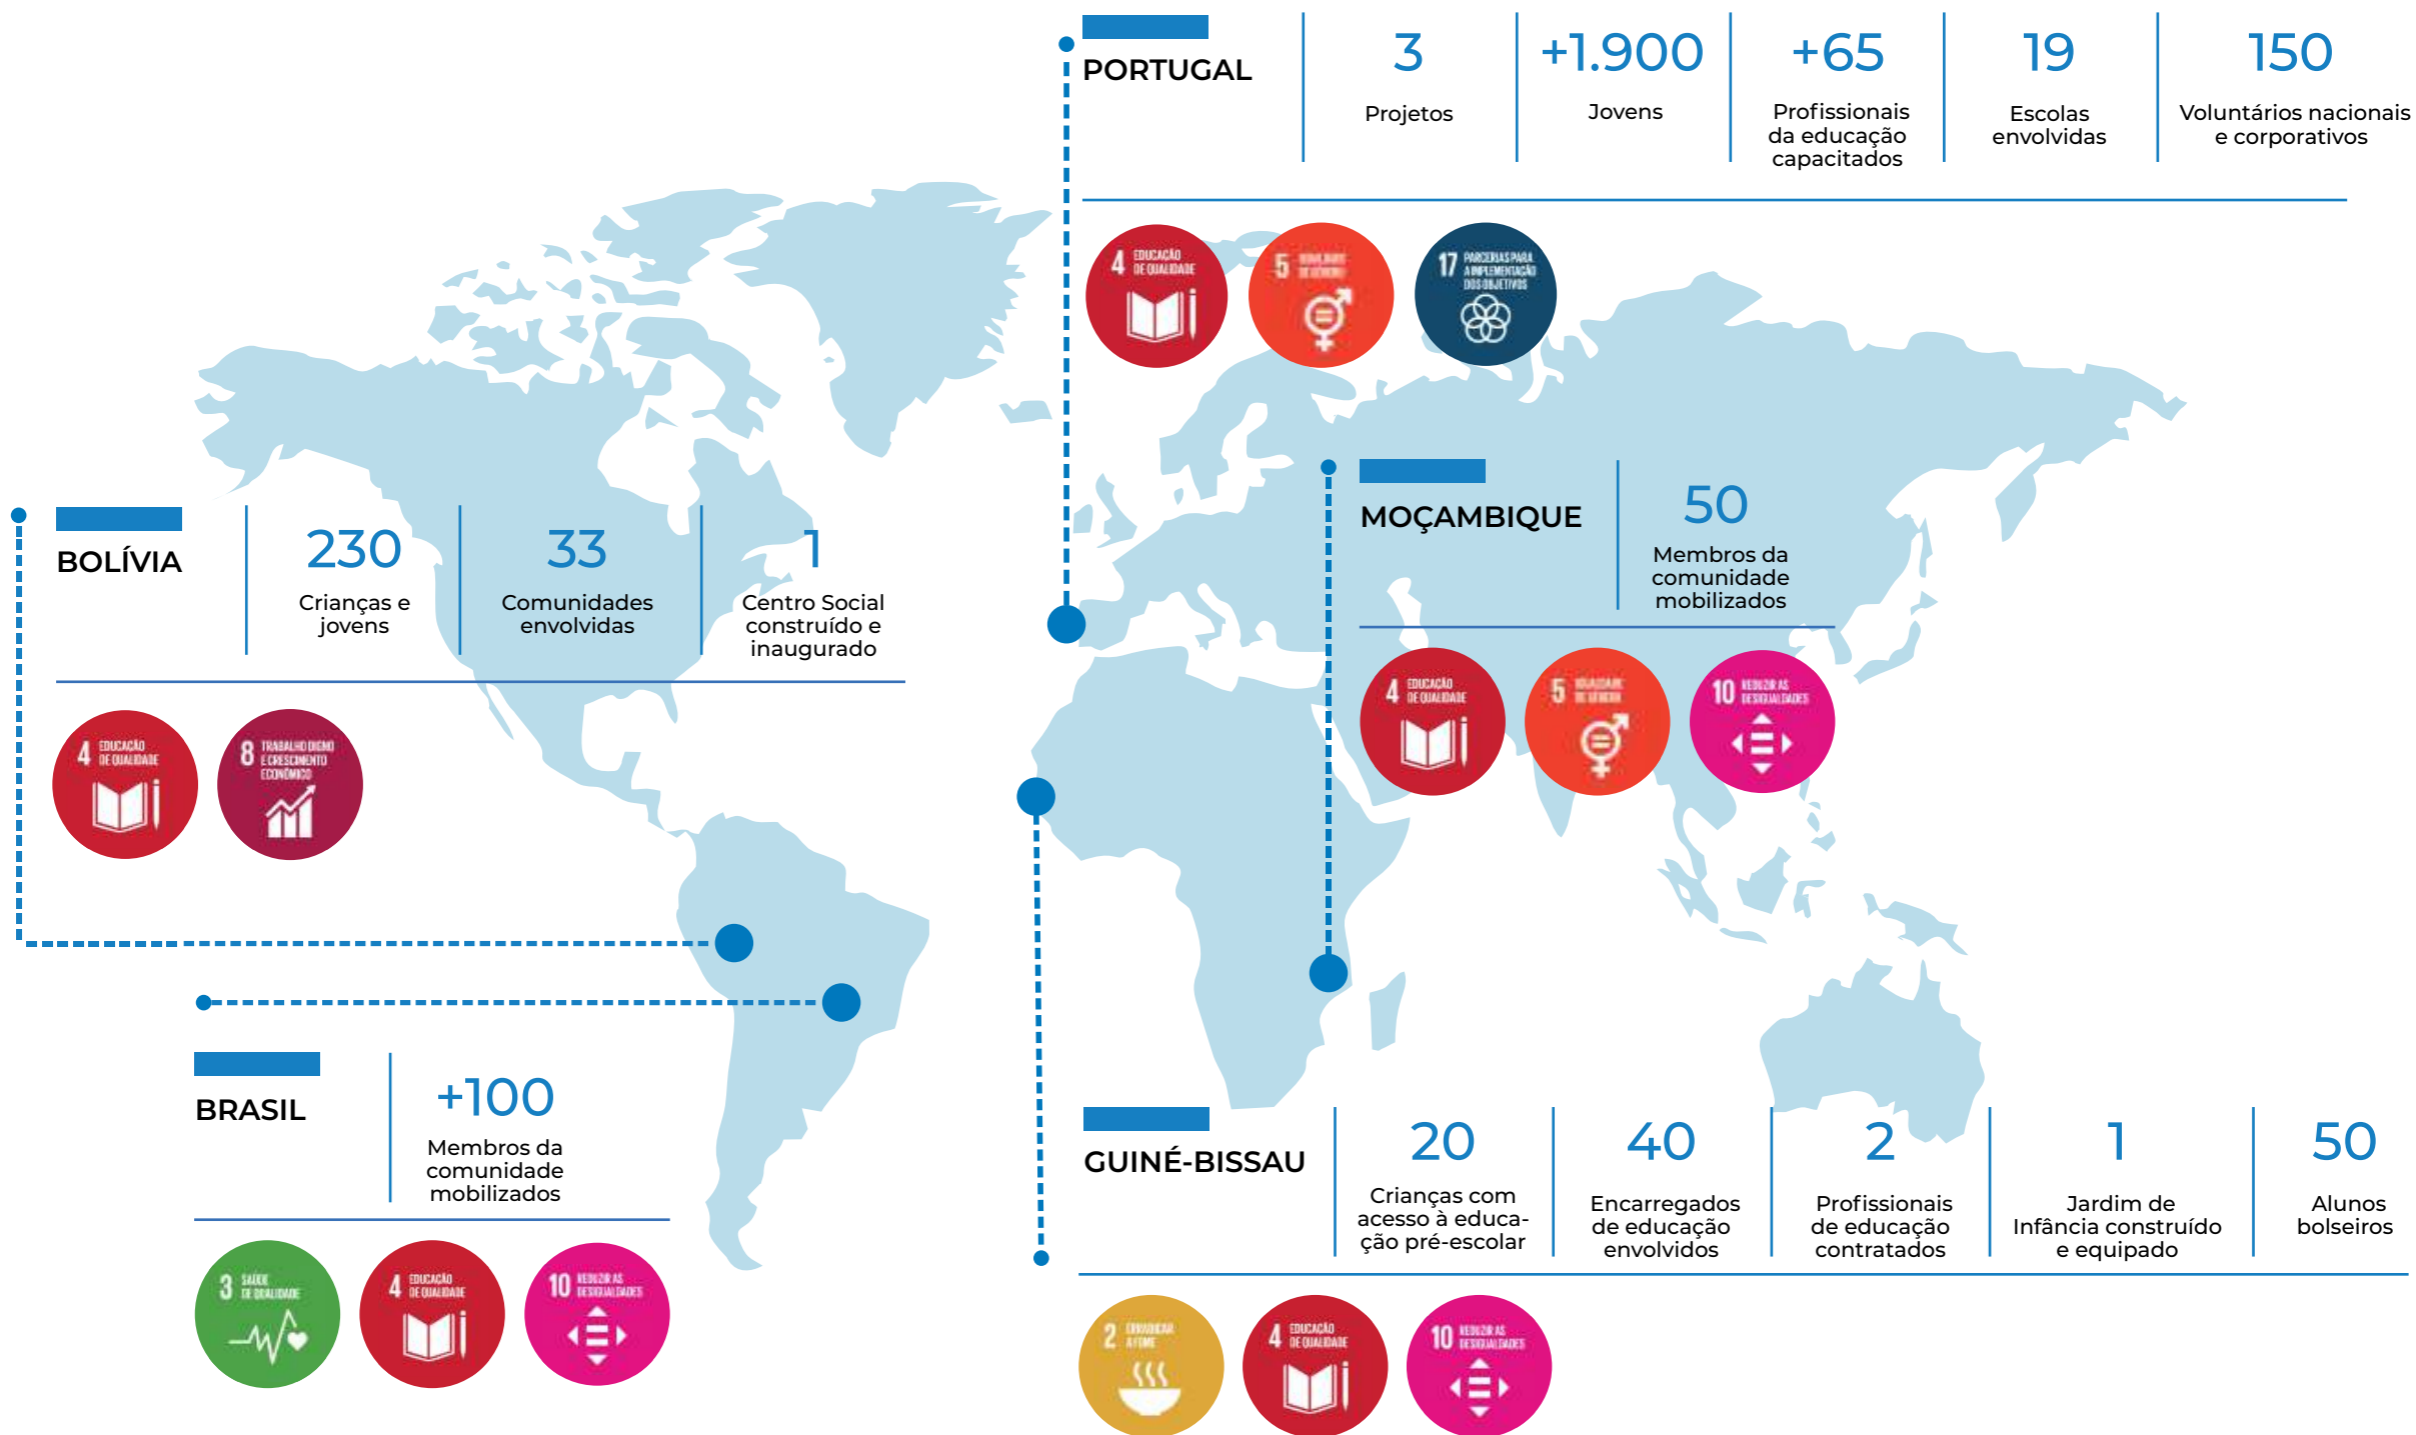 PORTUGAL
3
Projetos
+1.900
Jovens
+65
Profissionais
da educação
capacitados
19
Escolas
envolvidas
150
Voluntários nacionais
e corporativos
4 EDUCAÇÃO
DE QUALIDADE
5 IGUALDADE
DE GÉNERO
17 PARCERIAS PARA
A IMPLEMENTAÇÃO
DOS OBJETIVOS
MOÇAMBIQUE
50
Membros da
comunidade
mobilizados
4 EDUCAÇÃO
DE QUALIDADE
5 IGUALDADE
DE GÉNERO
10 REDUZIR AS
DESIGUALDADES
BOLÍVIA
230
Crianças e
jovens
33
Comunidades
envolvidas
1
Centro Social
construído e
inaugurado
4 EDUCAÇÃO
DE QUALIDADE
8 TRABALHO DIGNO
E CRESCIMENTO
ECONÓMICO
BRASIL
+100
Membros da
comunidade
mobilizados
3 SAÚDE
DE QUALIDADE
4 EDUCAÇÃO
DE QUALIDADE
10 REDUZIR AS
DESIGUALDADES
GUINÉ-BISSAU
20
Crianças com
acesso à educa-
ção pré-escolar
40
Encarregados
de educação
envolvidos
2
Profissionais
de educação
contratados
1
Jardim de
Infância construído
e equipado
50
Alunos
bolseiros
2 ERRADICAR
A FOME
4 EDUCAÇÃO
DE QUALIDADE
10 REDUZIR AS
DESIGUALDADES